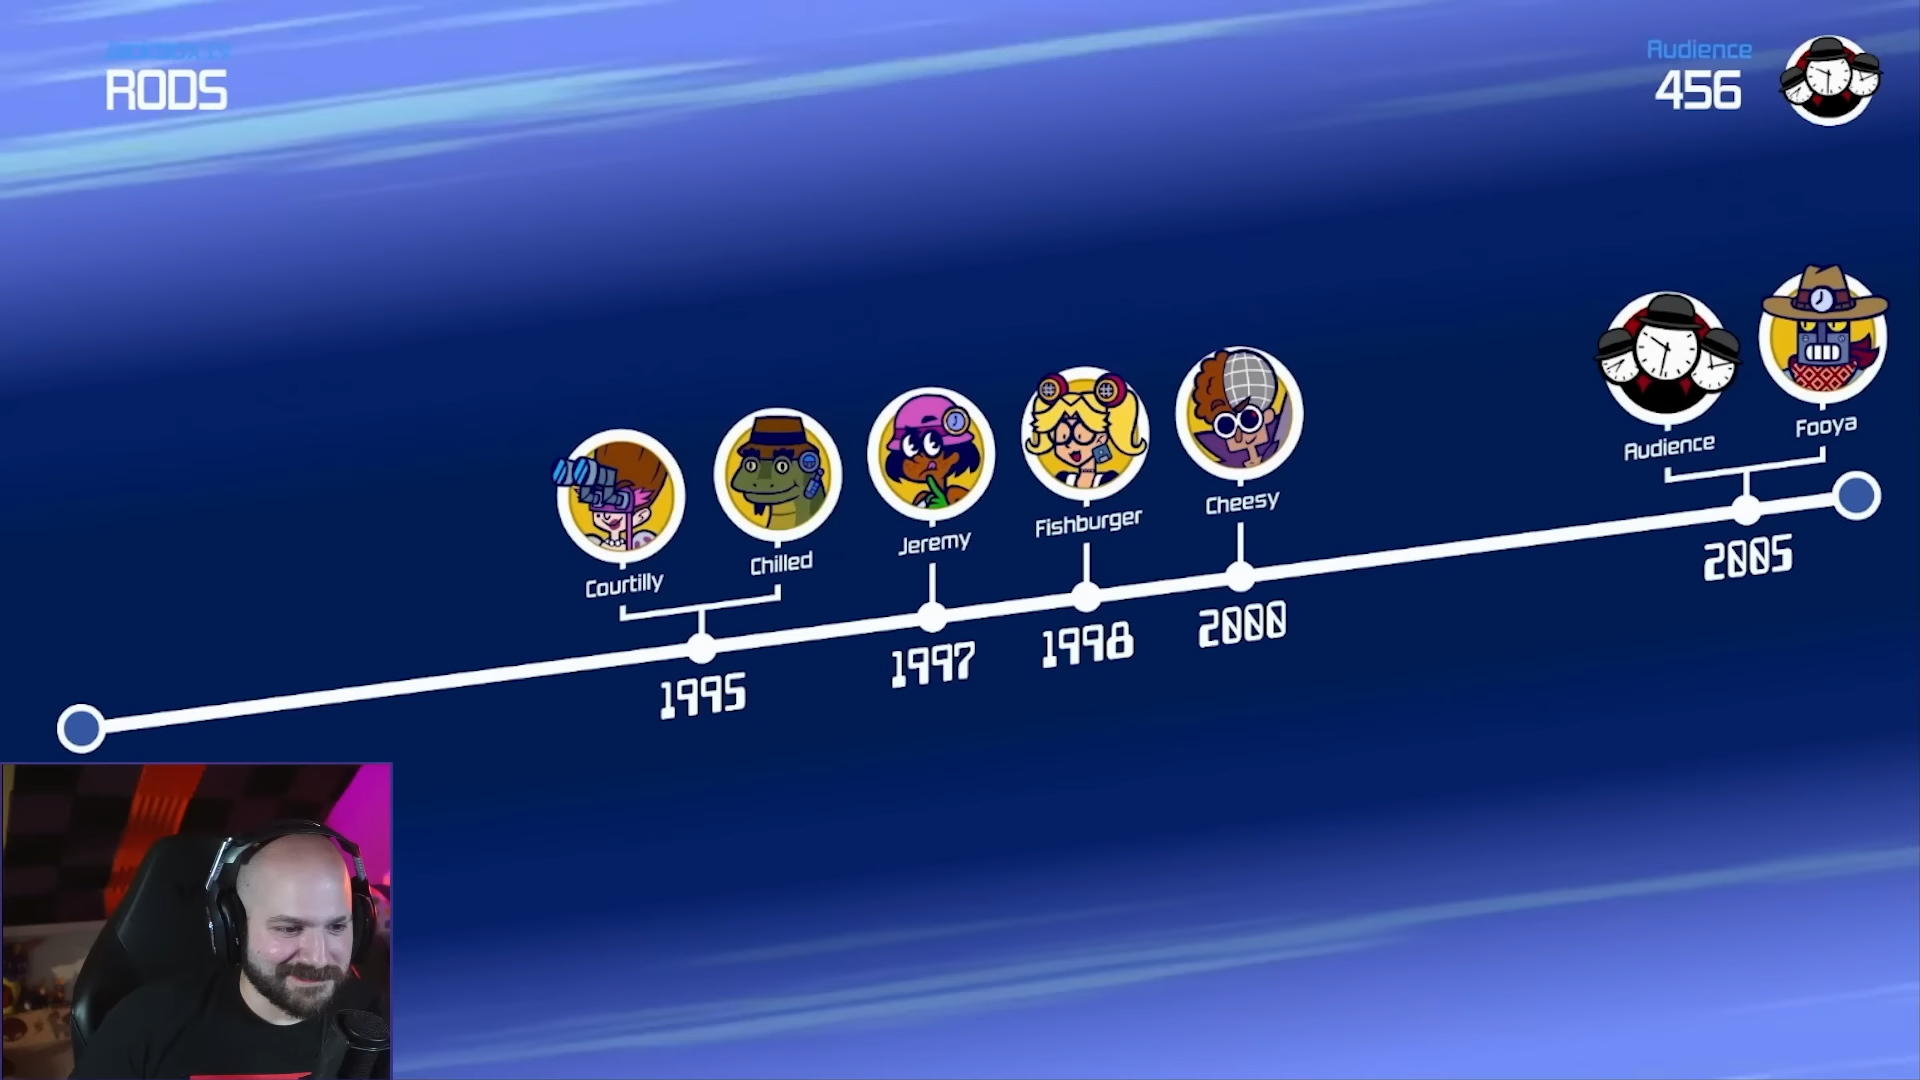 RODS
Audience
456
Courtilly
Chilled
Jeremy
Fishburger
Cheesy
Audience
Fooya
1995
1997
1998
2000
2005